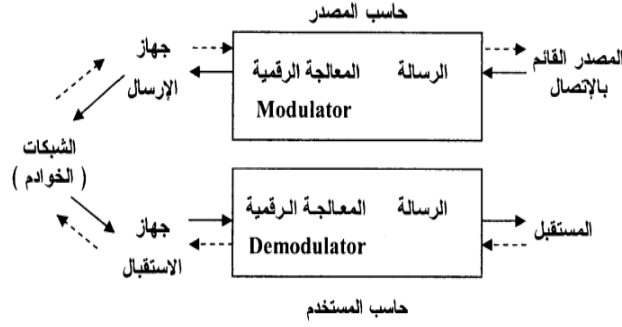 حاسب المصدر
المصدر القائم
بالإتصال
الرسالة
المعالجة الرقمية
Modulator
جهاز
الإرسال
الشبكات
( الخوادم )
جهاز
الاستقبال
المعالجة الرقمية
Demodulator
الرسالة
المستقبل
حاسب المستخدم